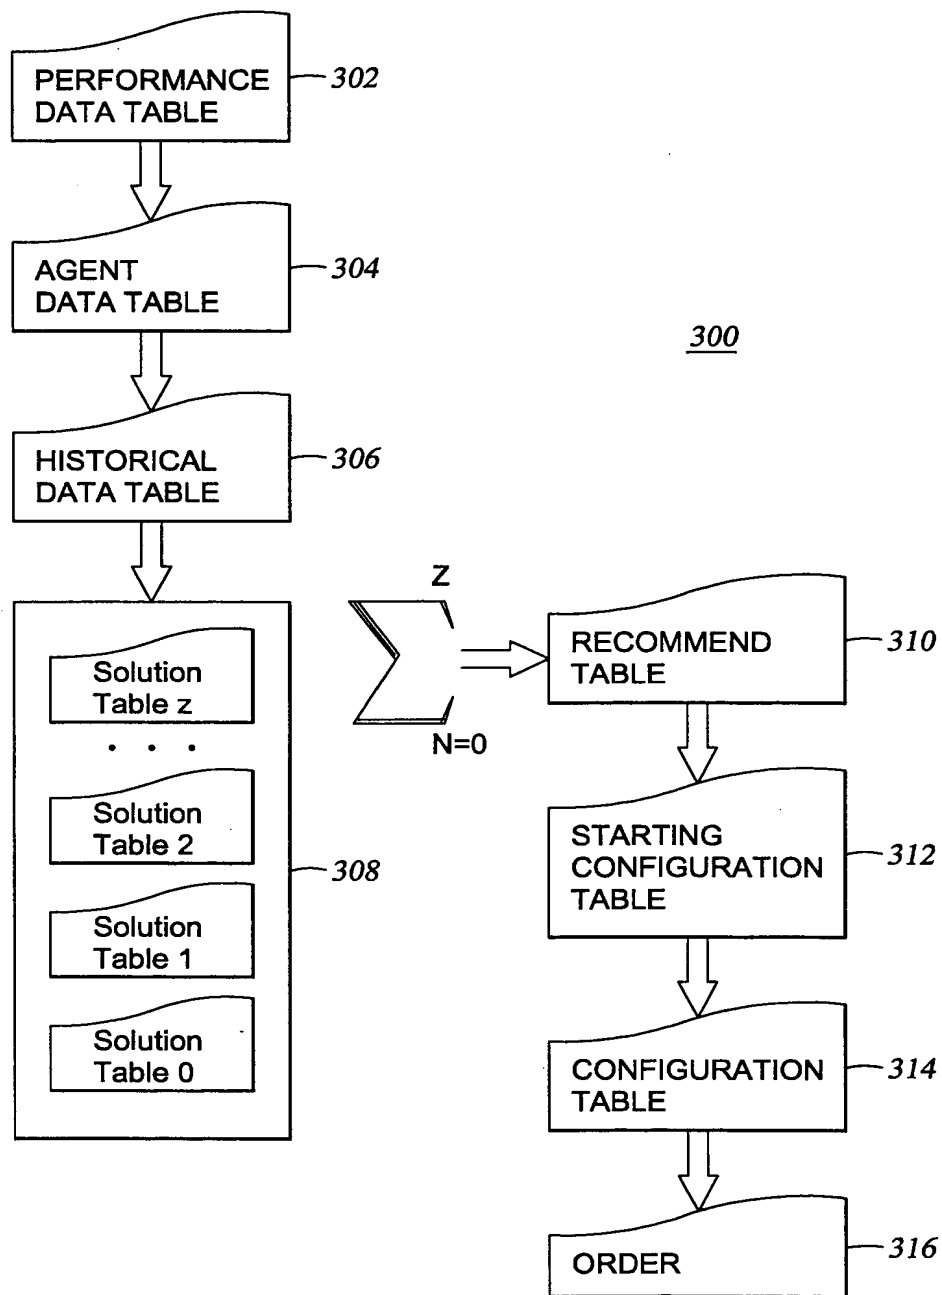 PERFORMANCE
DATA TABLE
302
AGENT
DATA TABLE
304
300
HISTORICAL
DATA TABLE
306
Solution
Table z
. . .
Solution
Table 2
Solution
Table 1
Solution
Table 0
308
Z
N=0
RECOMMEND
TABLE
310
STARTING
CONFIGURATION
TABLE
312
CONFIGURATION
TABLE
314
ORDER
316